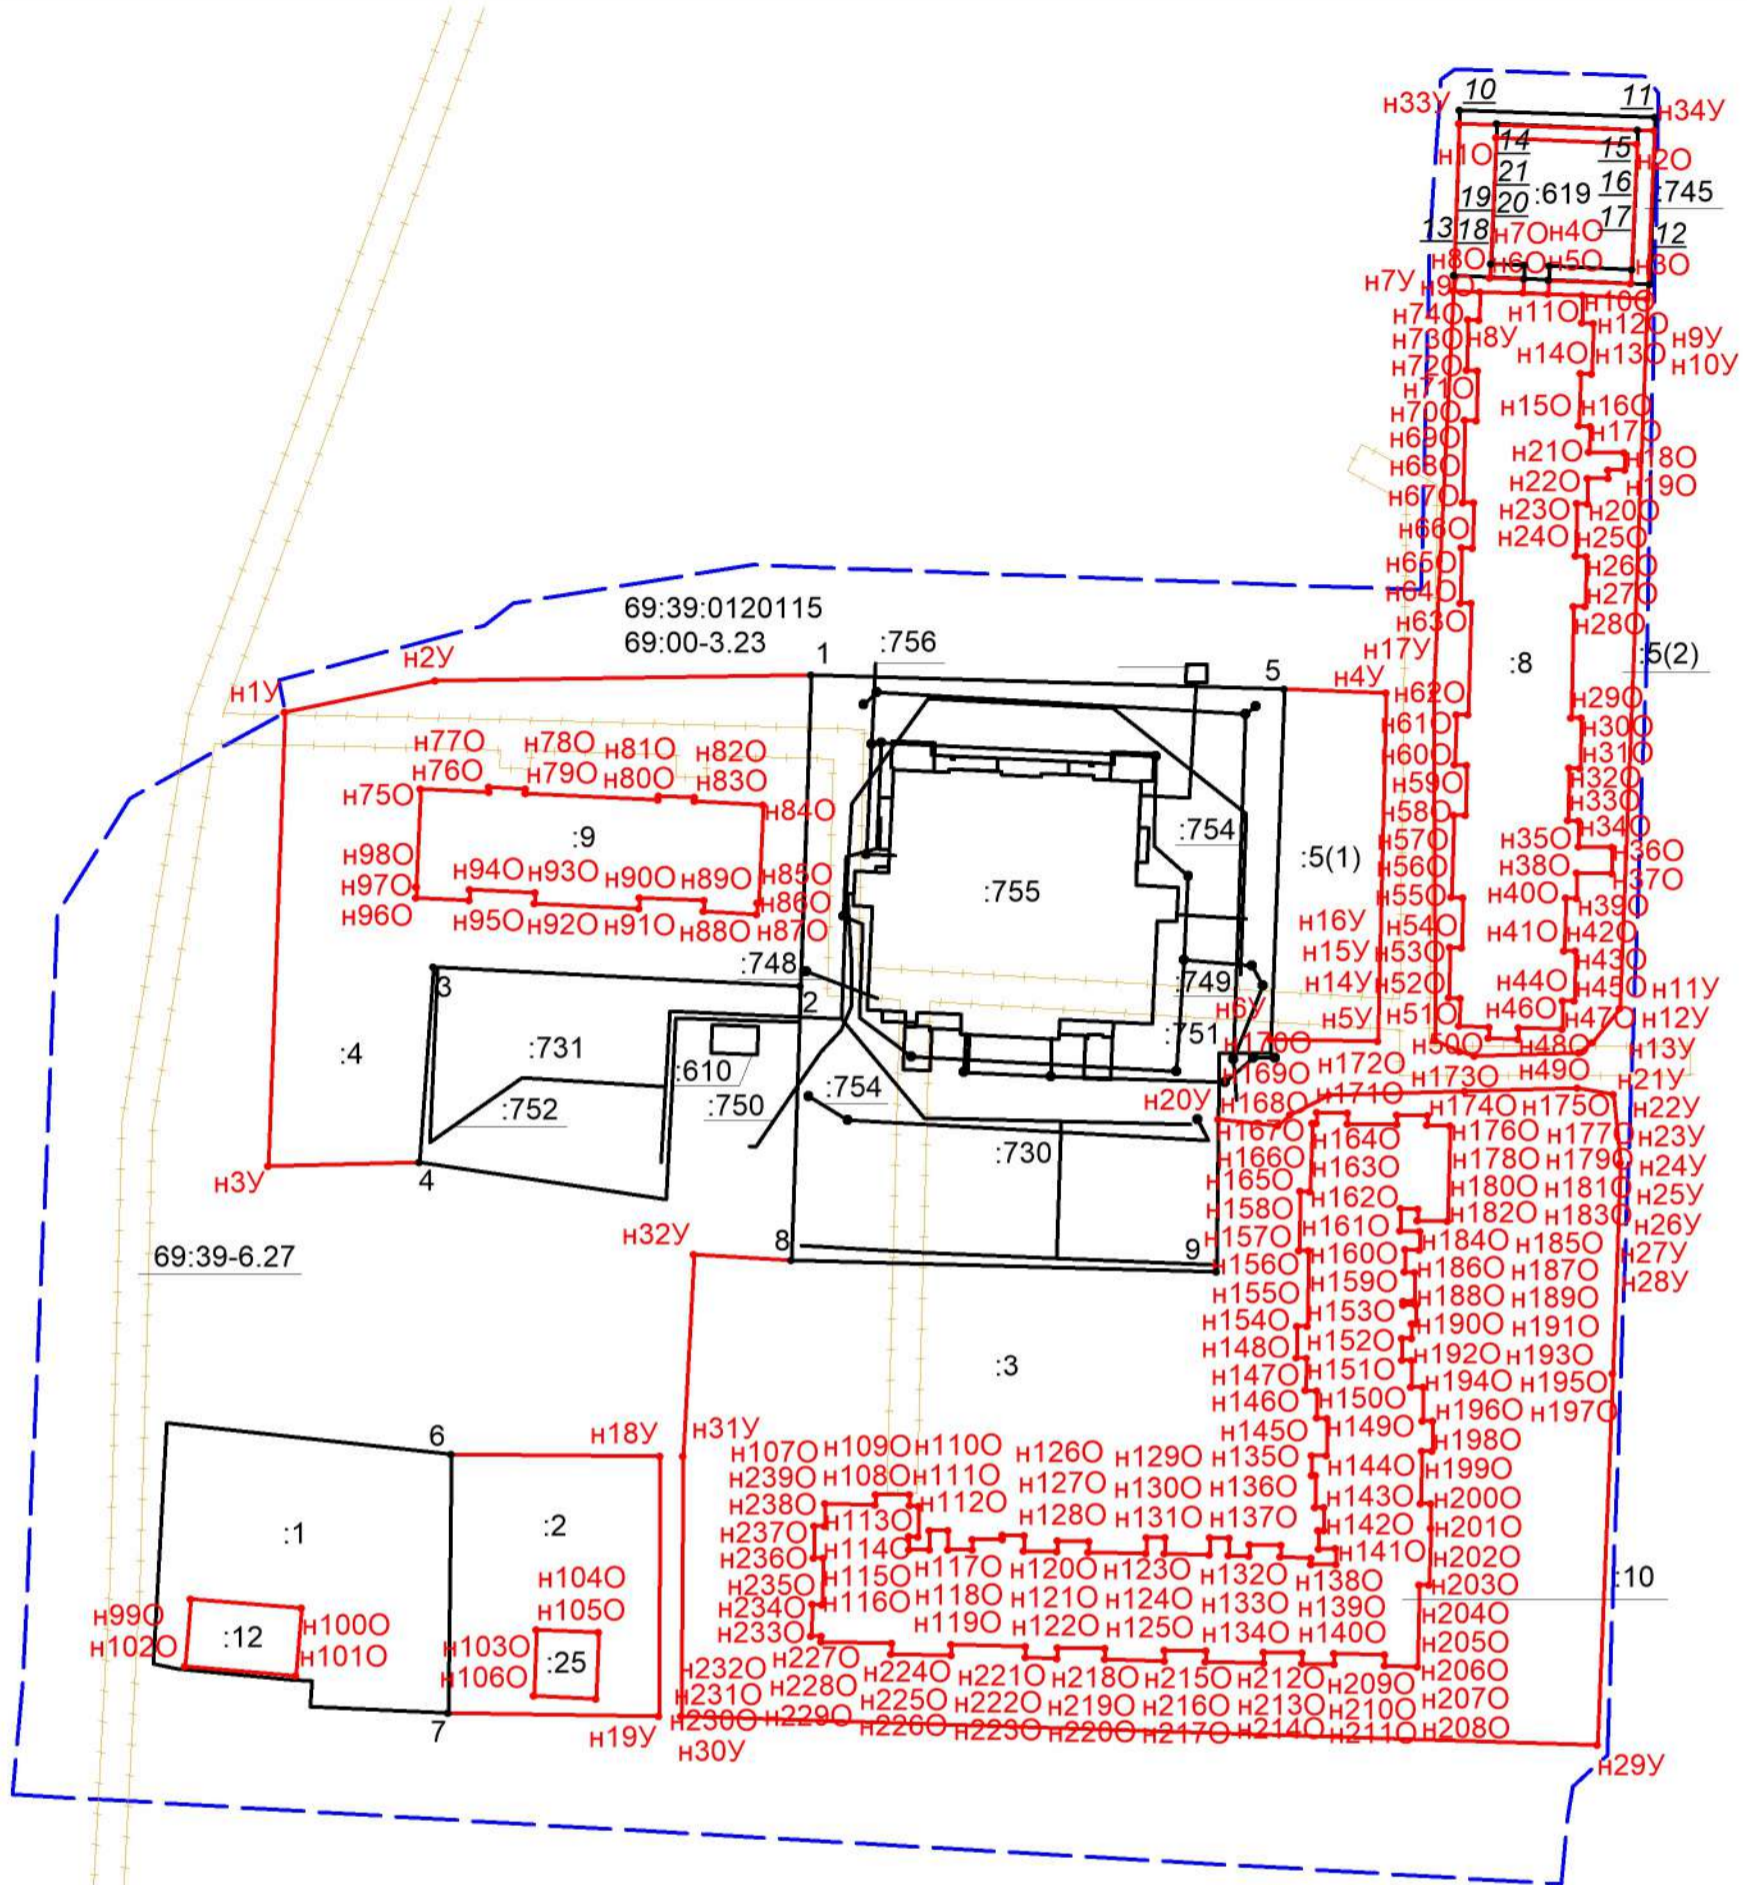 10
11
н33У
н34У
н1О
14
15
н2О
21
:619
16
:745
19
20
17
13
18
н7О
н4О
12
н8О
н6О
н5О
н3О
н7У
н9О
н10О
н74О
н11О
н12О
н73О
н8У
н9У
н72О
н14О
н13О
н10У
н71О
н70О
н15О
н16О
н69О
н17О
н68О
н21О
н18О
н67О
н22О
н19О
н66О
н23О
н20О
н24О
н25О
н65О
н26О
н64О
н27О
69:39:0120115
н63О
н28О
69:00-3.23
:756
н17У
:8
:5(2)
н2У
1
5
н4У
н1У
н62О
н29О
н61О
н30О
н77О
н78О
н81О
н82О
н60О
н31О
н76О
н79О
н80О
н83О
н59О
н32О
н75О
н84О
н58О
н33О
:9
:754
н57О
н35О
н34О
н98О
н94О
н93О
н90О
н89О
н85О
:755
:5(1)
н56О
н38О
н36О
н97О
н86О
н55О
н40О
н37О
н96О
н95О
н92О
н91О
н88О
н87О
н16У
н54О
н39О
н41О
н42О
:748
н15У
н53О
н43О
3
2
:749
н14У
н52О
н44О
н45О
н11У
н6У
н5У
н51О
н46О
н47О
н12У
:4
:731
:751
н170О
н50О
н48О
н13У
:610
н169О
н172О
н173О
н49О
н21У
:752
:750
:754
н20У
н168О
н171О
н174О
н175О
н22У
:730
н167О
н164О
н176О
н177О
н23У
н166О
н163О
н178О
н179О
н24У
н3У
4
н165О
н162О
н180О
н181О
н25У
н158О
н161О
н182О
н183О
н26У
н32У
8
9
н157О
н160О
н184О
н185О
н27У
69:39-6.27
н156О
н159О
н186О
н187О
н28У
н155О
н153О
н188О
н189О
н154О
н152О
н190О
н191О
:3
н148О
н151О
н192О
н193О
н147О
н150О
н194О
н195О
н146О
н149О
н196О
н197О
6
н18У
н31У
н145О
н198О
н107О
н109О
н110О
н126О
н129О
н135О
н144О
н199О
н239О
н108О
н111О
н127О
н130О
н136О
н143О
н200О
н238О
н112О
н128О
н131О
н137О
н142О
н201О
:1
:2
н237О
н113О
н141О
н202О
н236О
н114О
н117О
н120О
н123О
н132О
н138О
н203О
:10
н104О
н235О
н115О
н118О
н121О
н124О
н133О
н139О
н204О
н99О
н100О
н105О
н234О
н116О
н119О
н122О
н125О
н134О
н140О
н205О
н102О
:12
н101О
н103О
:25
н233О
н227О
н224О
н221О
н218О
н215О
н212О
н209О
н206О
н106О
н232О
н228О
н225О
н222О
н219О
н216О
н213О
н210О
н207О
н231О
н229О
н226О
н223О
н220О
н217О
н214О
н211О
н208О
7
н19У
н230О
н30У
н29У